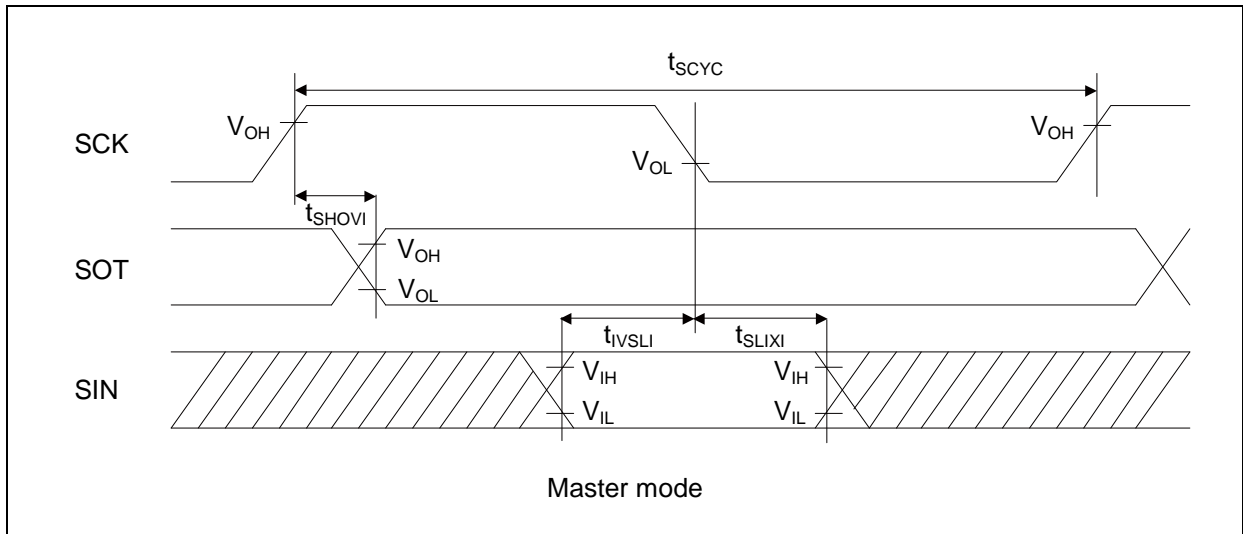 tSCYC
SCK
VOH
VOL
VOH
tSHOVI
SOT
VOH
VOL
tIVSLI
tSLIXI
SIN
VIH
VIL
VIH
VIL
Master mode